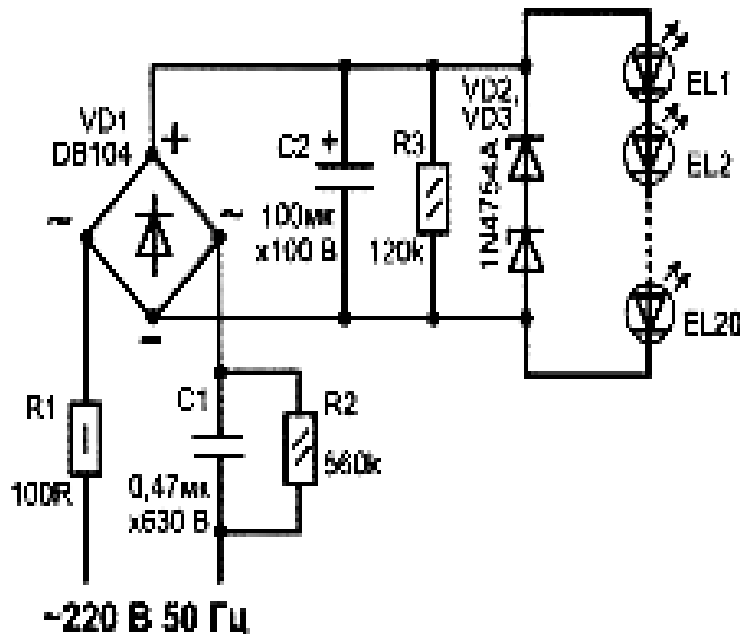 VD1
DB104
+
~
~
-
C2 +
100мк
x100 В
R3
120k
VD2,
VD3
1N4764A
EL1
EL2
EL20
R1
100R
C1
0,47мк
x630 В
R2
560k
~220 В 50 Гц